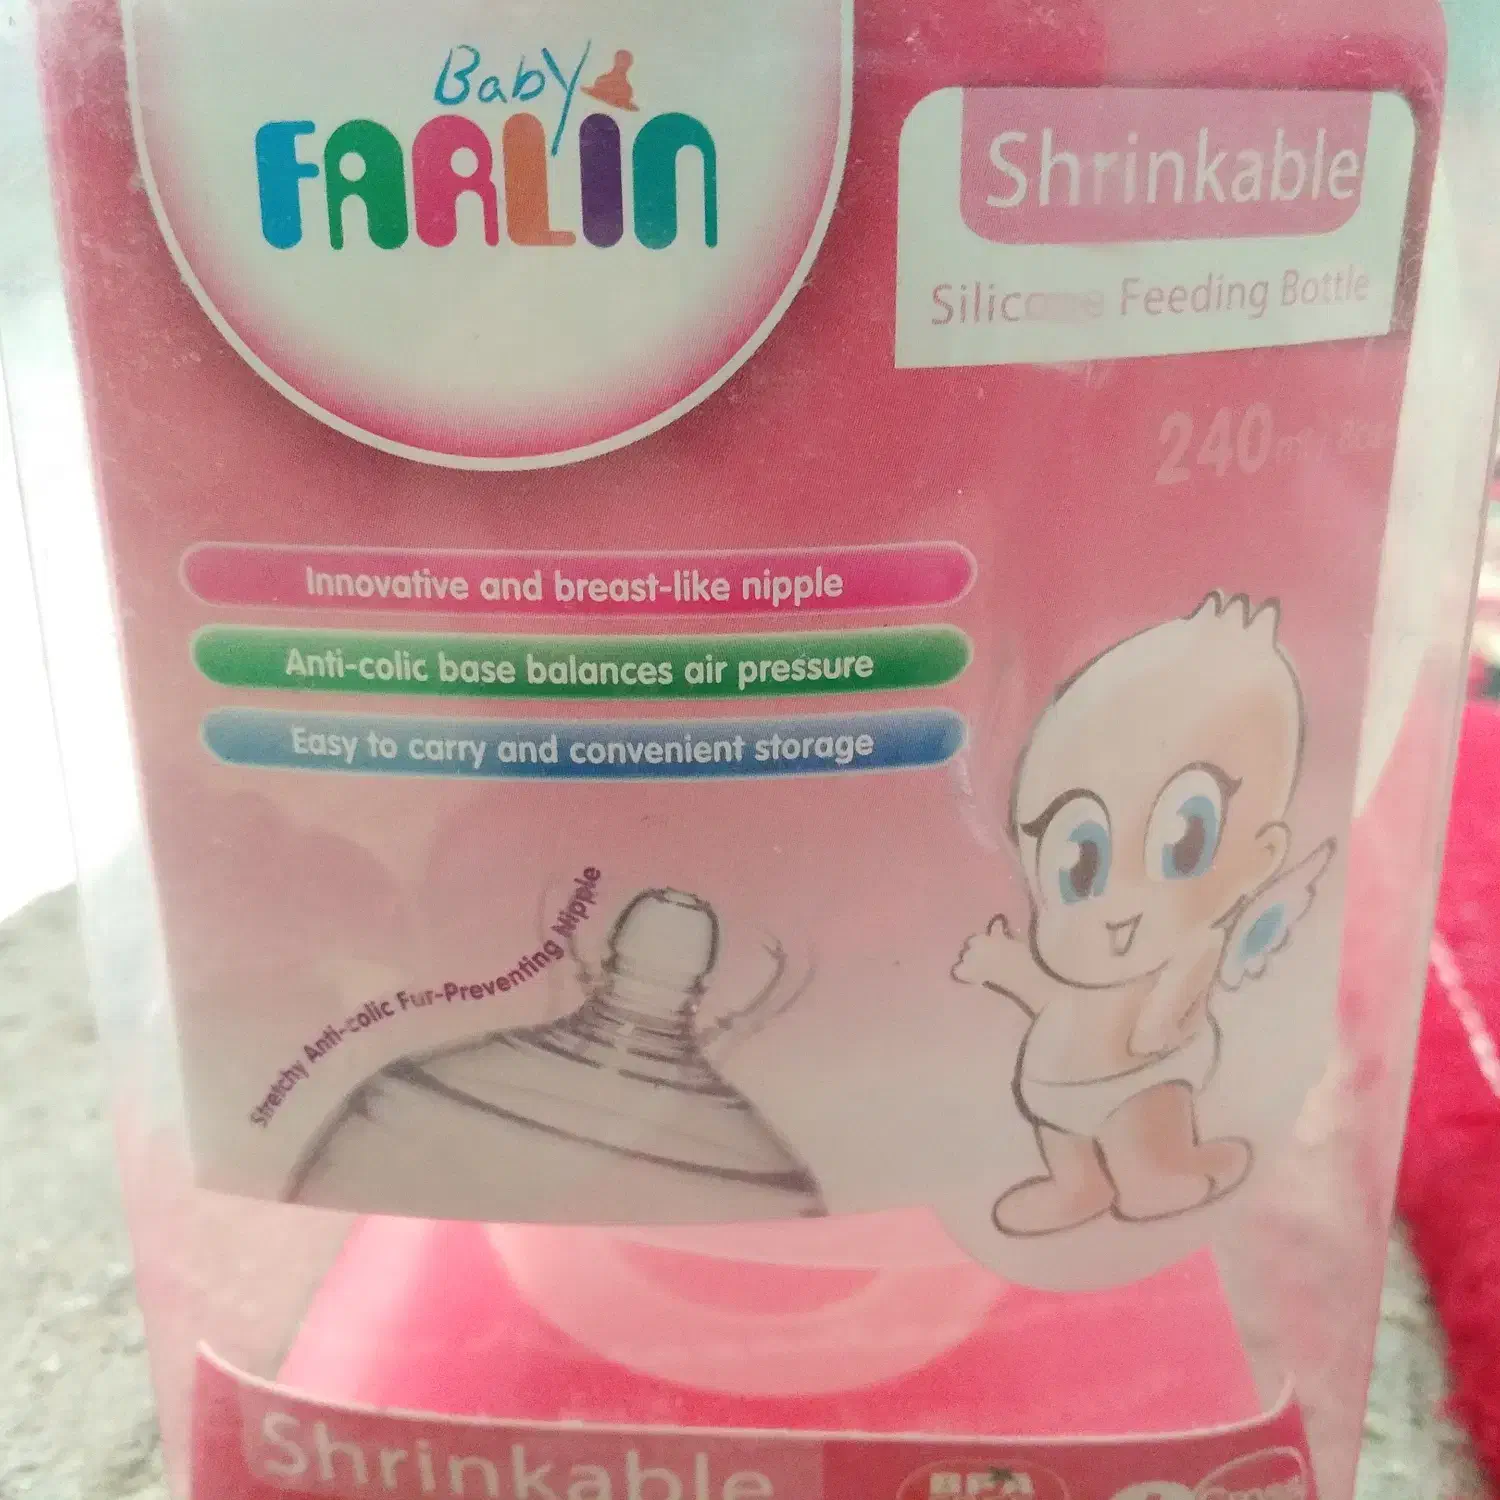 Baby
FARLIN
Shrinkable
Silicone Feeding Bottle
240
Innovative and breast-like nipple
Anti-colic base balances air pressure
Easy to carry and convenient storage
Stretchy Anti-colic Fur-Preventing Nipple
Shrinkable